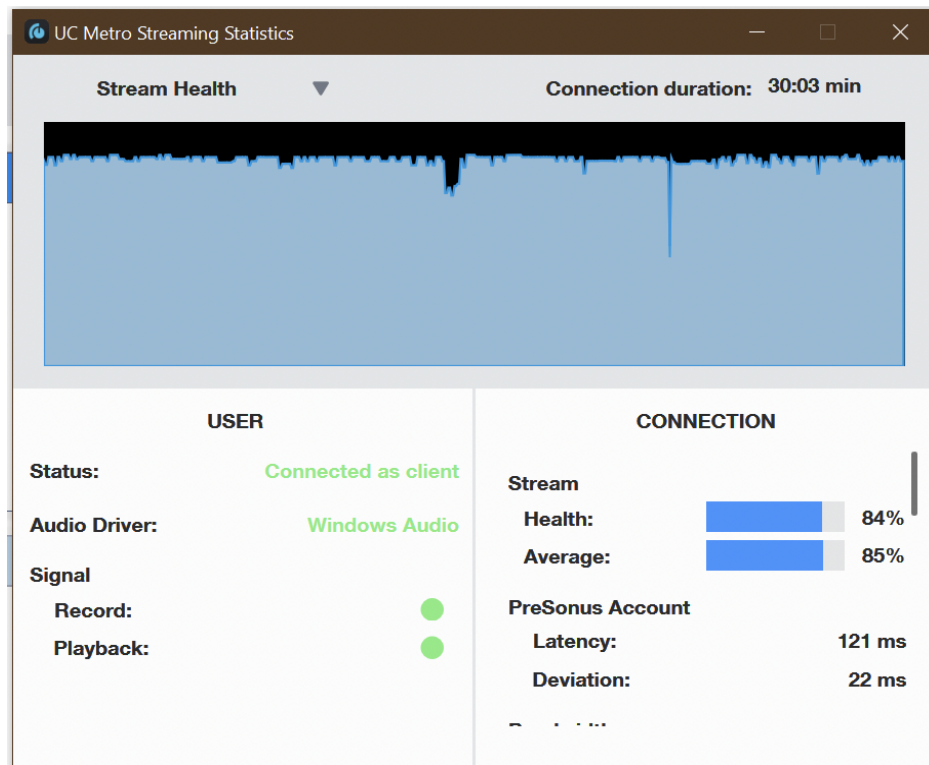 UC Metro Streaming Statistics
Stream Health
Connection duration: 30:03 min
USER
Status: Connected as client
Audio Driver: Windows Audio
Signal
Record:
Playback:
CONNECTION
Stream
Health: 84%
Average: 85%
PreSonus Account
Latency: 121 ms
Deviation: 22 ms